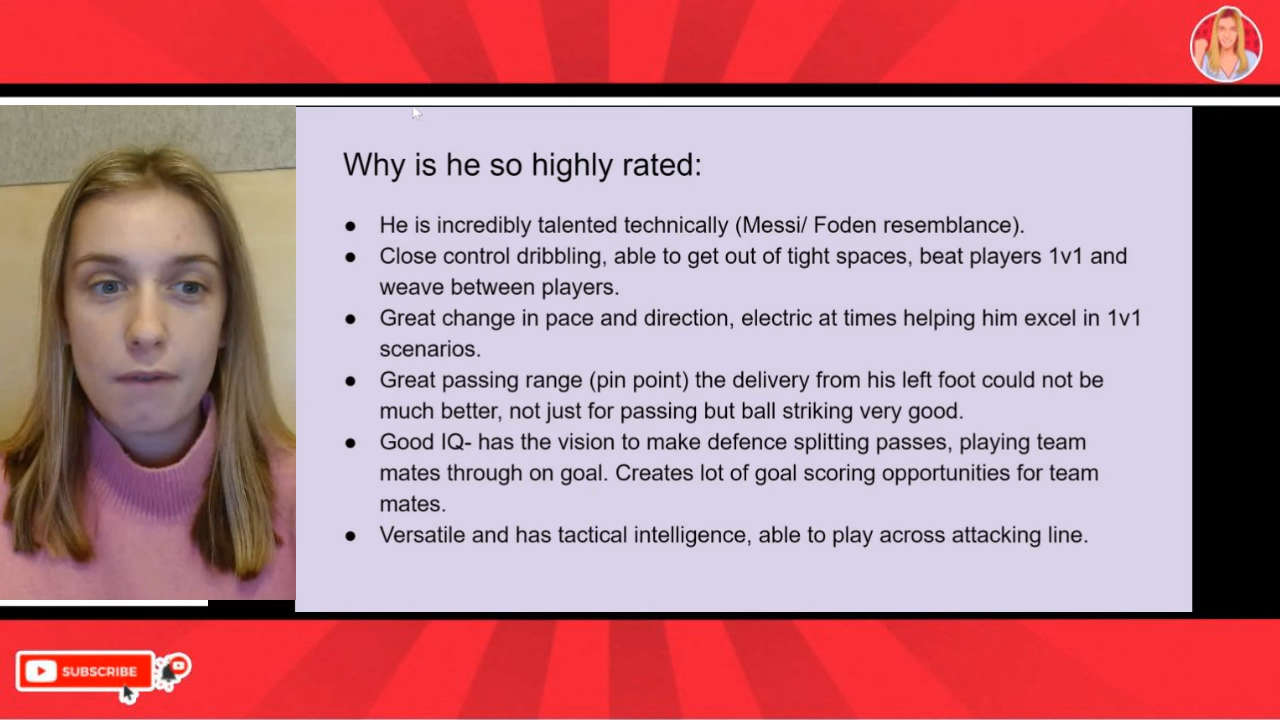 Why is he so highly rated:
● He is incredibly talented technically (Messi/ Foden resemblance).
● Close control dribbling, able to get out of tight spaces, beat players 1v1 and
weave between players.
● Great change in pace and direction, electric at times helping him excel in 1v1
scenarios.
● Great passing range (pin point) the delivery from his left foot could not be
much better, not just for passing but ball striking very good.
● Good IQ- has the vision to make defence splitting passes, playing team
mates through on goal. Creates lot of goal scoring opportunities for team
mates.
● Versatile and has tactical intelligence, able to play across attacking line.
SUBSCRIBE